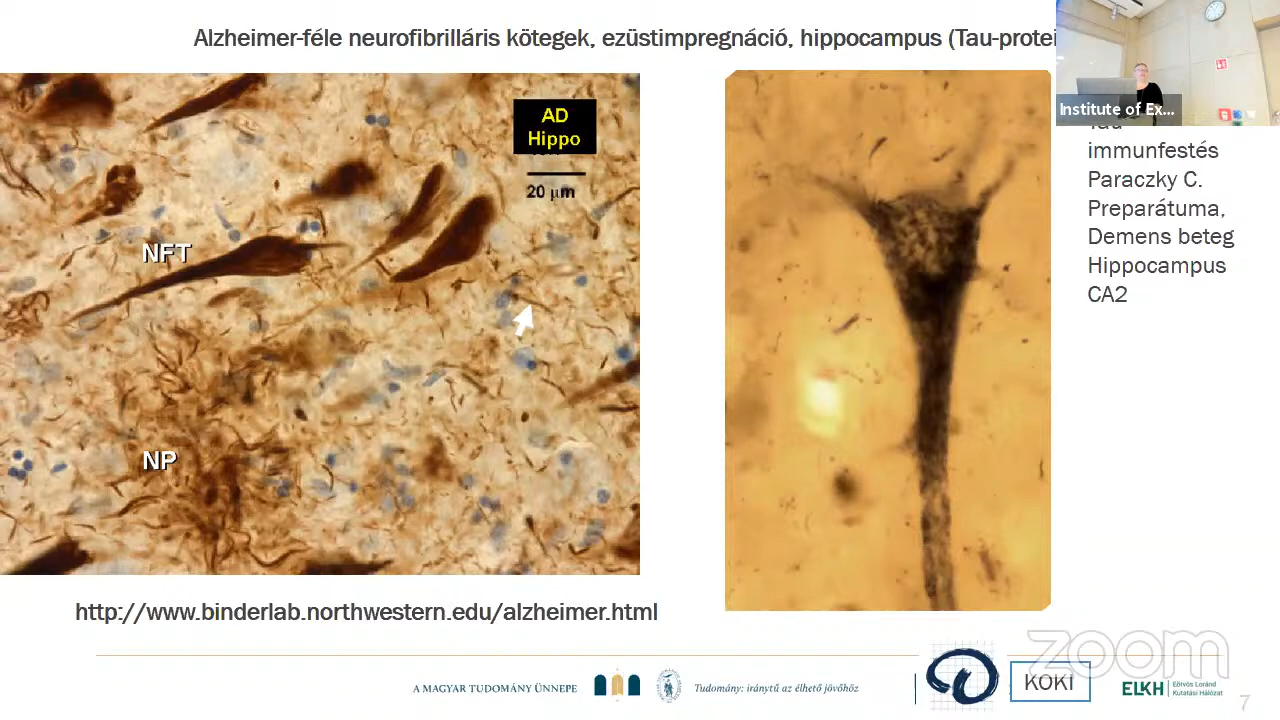 Alzheimer-féle neurofibrilláris kötegek, ezüstimpregnáció, hippocampus (Tau-protei
Institute of Ex...
AD
Hippo
20 μm
NFT
NP
Tau
immunfestés
Paraczky C.
Preparátuma,
Demens beteg
Hippocampus
CA2
http://www.binderlab.northwestern.edu/alzheimer.html
zoom
A MAGYAR TUDOMÁNY ÜNNEPE
Tudomány: iránytű az élhető jövőhöz
KOKI
ELKH
Eötvös Loránd
Kutatási Hálózat
7